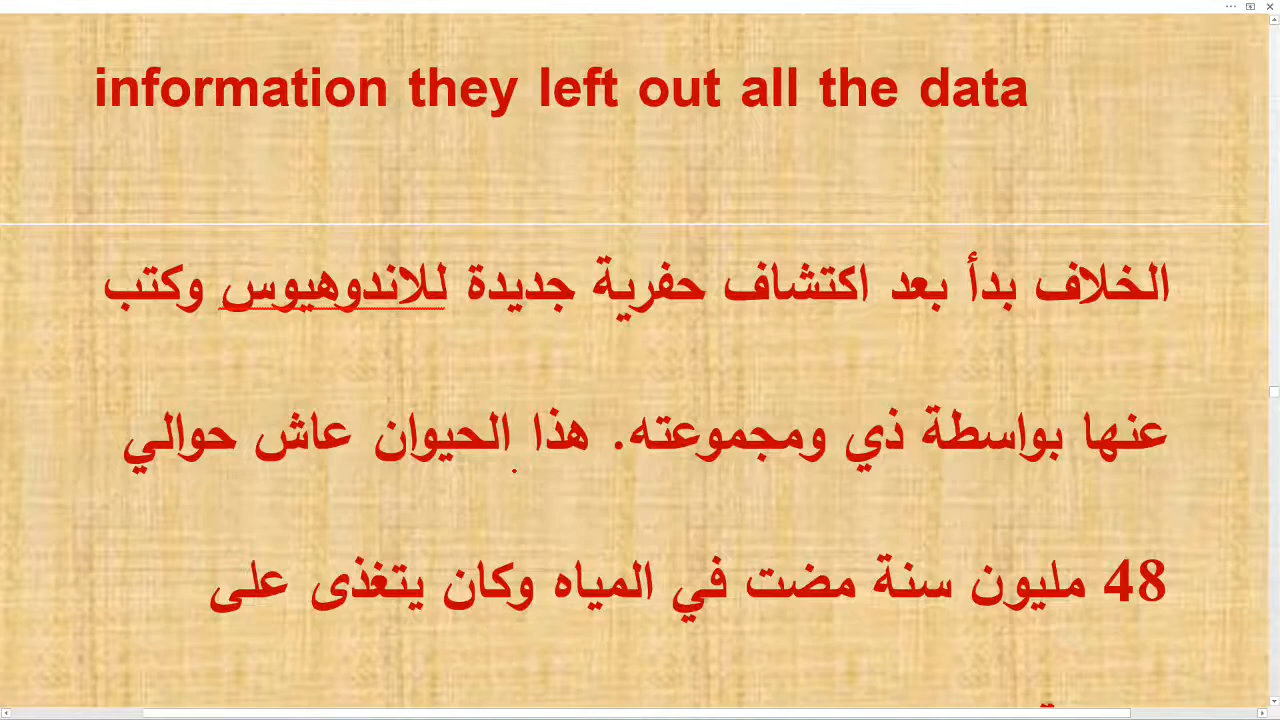 information they left out all the data
الخلاف بدأ بعد اكتشاف حفرية جديدة للاندوهيوس وكتب
عنها بواسطة ذي ومجموعته. هذا الحيوان عاش حوالي
48 مليون سنة مضت في المياه وكان يتغذى على